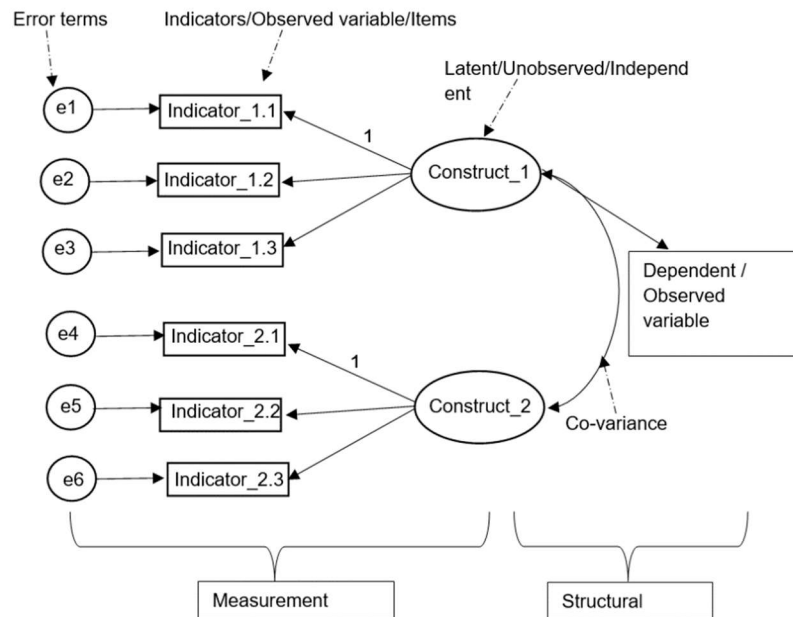 Error terms
Indicators/Observed variable/Items
Latent/Unobserved/Independ
ent
e1
Indicator_1.1
1
e2
Indicator_1.2
Construct_1
e3
Indicator_1.3
Dependent /
Observed
variable
e4
Indicator_2.1
1
e5
Indicator_2.2
Construct_2
Co-variance
e6
Indicator_2.3
Measurement
Structural